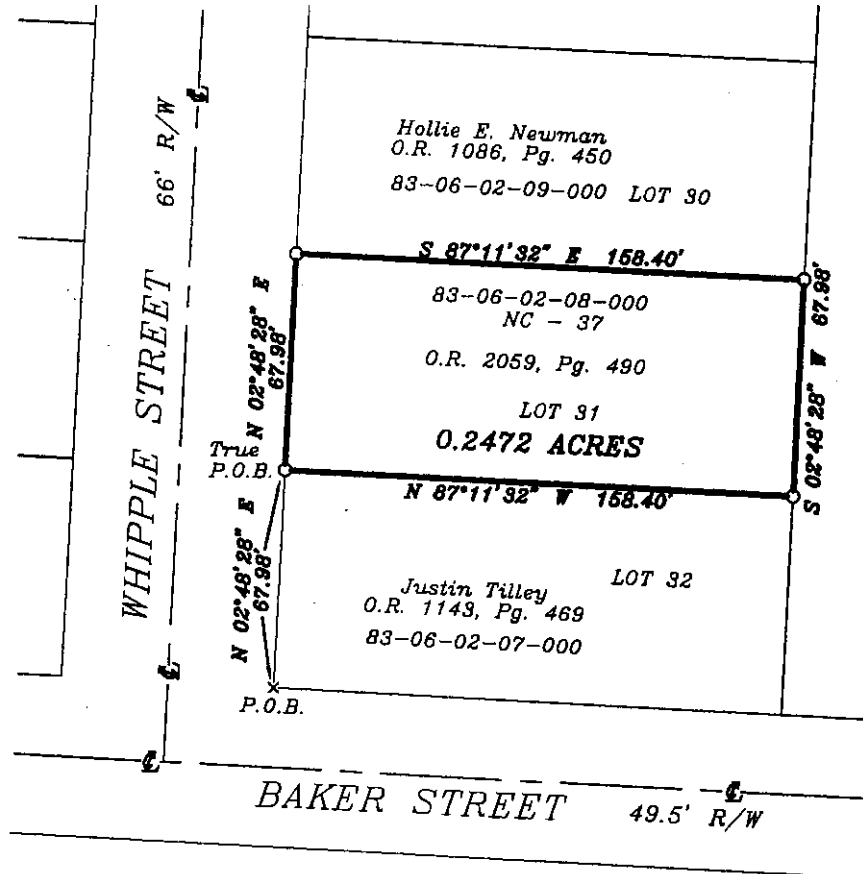 WHIPPLE STREET 66' R/W
℄
Hollie E. Newman
O.R. 1086, Pg. 450
83-06-02-09-000 LOT 30
S 87°11'32" E 158.40'
N 02°48'28" E
67.98'
83-06-02-08-000
NC - 37
O.R. 2059, Pg. 490
LOT 31
0.2472 ACRES
S 02°48'28" W 67.98'
True
P.O.B.
N 87°11'32" W 158.40'
N 02°48'28" E
67.98'
LOT 32
Justin Tilley
O.R. 1143, Pg. 469
83-06-02-07-000
℄
P.O.B.
℄
℄
BAKER STREET 49.5' R/W